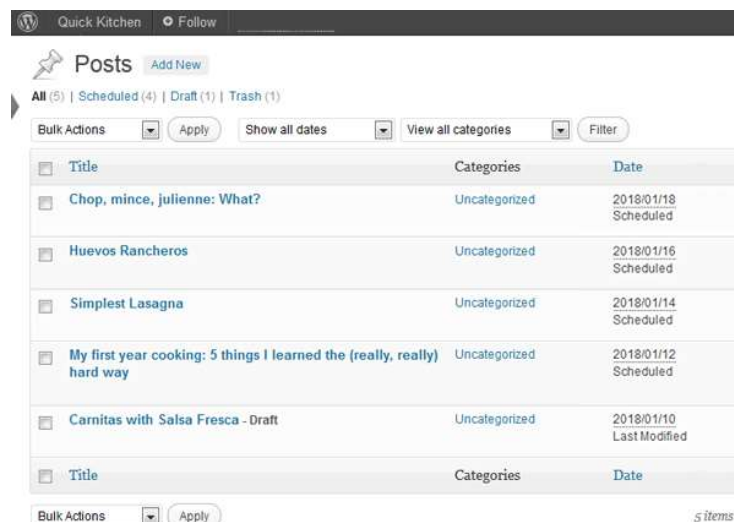 Quick Kitchen Follow
Posts Add New
All (5) | Scheduled (4) | Draft (1) | Trash (1)
Bulk Actions Apply Show all dates View all categories Filter
Title Categories Date
Chop, mince, julienne: What? Uncategorized 2018/01/18
Scheduled
Huevos Rancheros Uncategorized 2018/01/16
Scheduled
Simplest Lasagna Uncategorized 2018/01/14
Scheduled
My first year cooking: 5 things I learned the (really, really) Uncategorized 2018/01/12
hard way Scheduled
Carnitas with Salsa Fresca - Draft Uncategorized 2018/01/10
Last Modified
Title Categories Date
Bulk Actions Apply 5 items